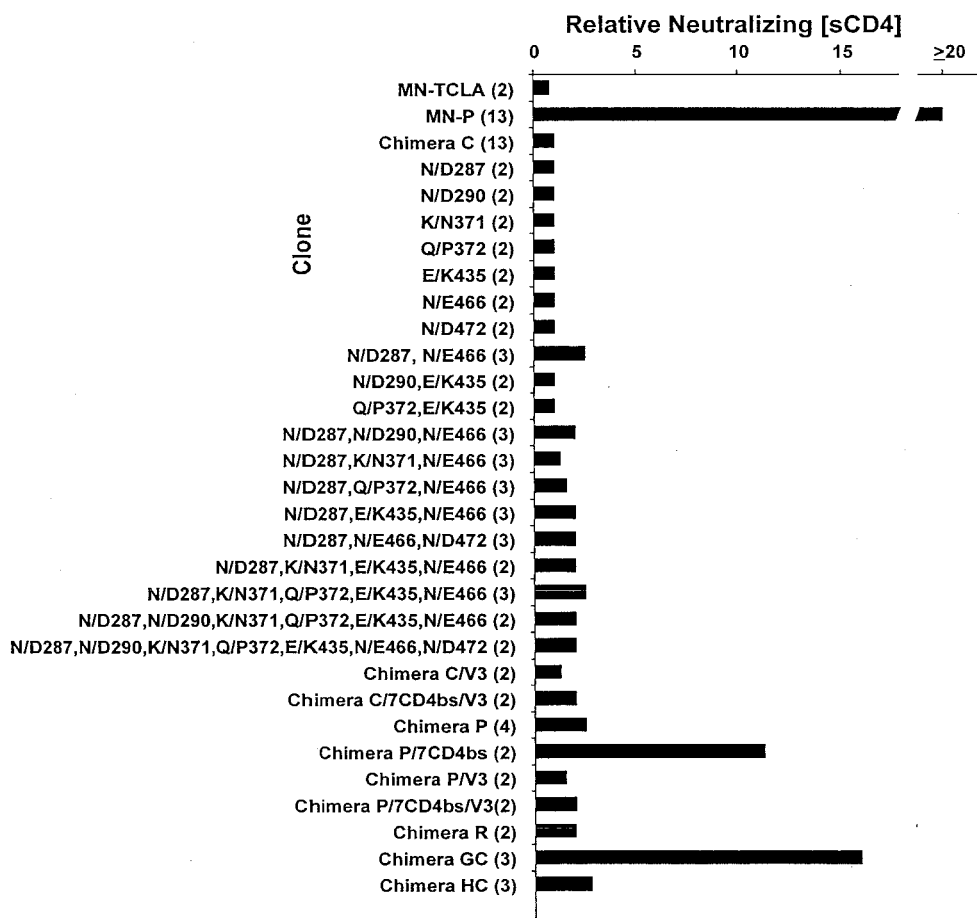 Relative Neutralizing [sCD4]
0 5 10 15 ≥20
Clone
MN-TCLA (2)
MN-P (13)
Chimera C (13)
N/D287 (2)
N/D290 (2)
K/N371 (2)
Q/P372 (2)
E/K435 (2)
N/E466 (2)
N/D472 (2)
N/D287, N/E466 (3)
N/D290,E/K435 (2)
Q/P372,E/K435 (2)
N/D287,N/D290,N/E466 (3)
N/D287,K/N371,N/E466 (3)
N/D287,Q/P372,N/E466 (3)
N/D287,E/K435,N/E466 (3)
N/D287,N/E466,N/D472 (3)
N/D287,K/N371,E/K435,N/E466 (2)
N/D287,K/N371,Q/P372,E/K435,N/E466 (3)
N/D287,N/D290,K/N371,Q/P372,E/K435,N/E466 (2)
N/D287,N/D290,K/N371,Q/P372,E/K435,N/E466,N/D472 (2)
Chimera C/V3 (2)
Chimera C/7CD4bs/V3 (2)
Chimera P (4)
Chimera P/7CD4bs (2)
Chimera P/V3 (2)
Chimera P/7CD4bs/V3(2)
Chimera R (2)
Chimera GC (3)
Chimera HC (3)